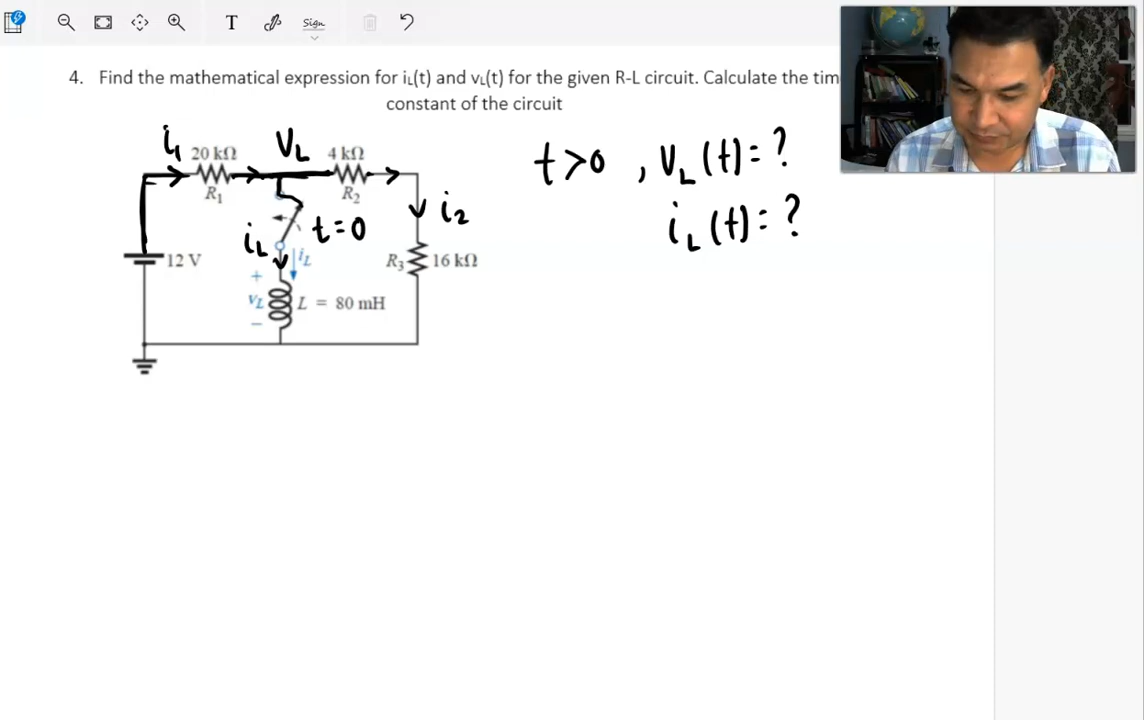 T
Sign
4. Find the mathematical expression for iL(t) and vL(t) for the given R-L circuit. Calculate the tim
constant of the circuit
i1 20 kΩ VL 4 kΩ
R1 R2
t>0 , VL(t)=?
iL(t)=?
i2
t=0
iL iL
12 V
R3 16 kΩ
+
vL L = 80 mH
−